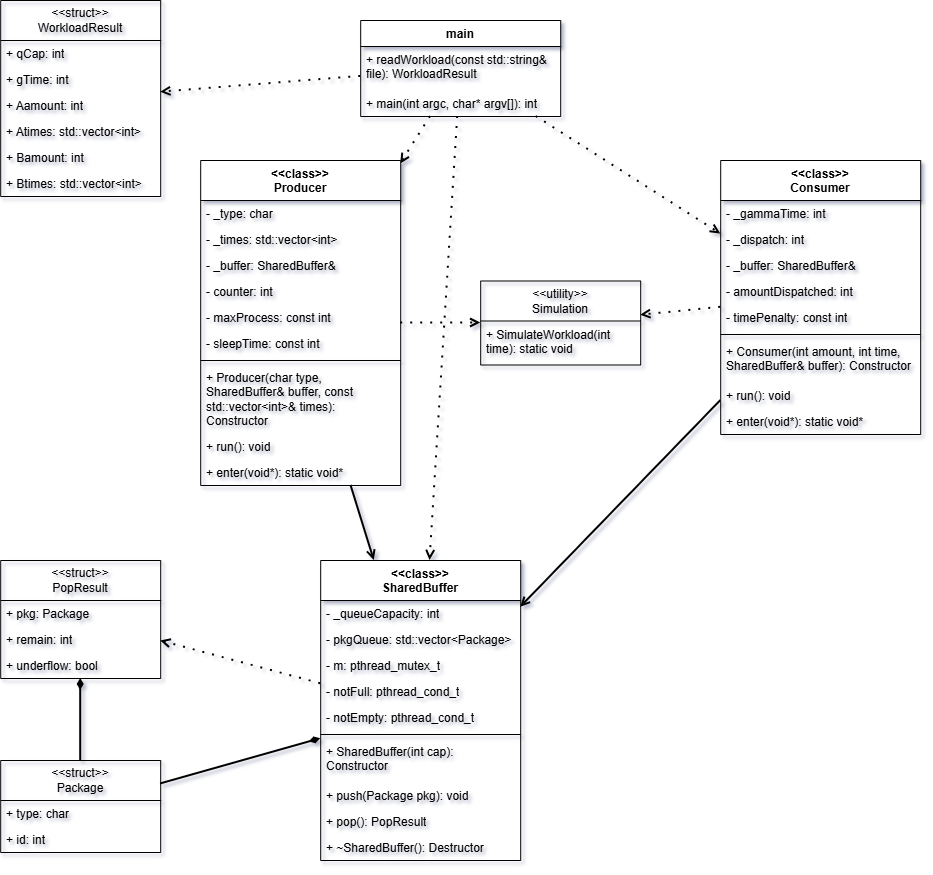 <<struct>>
WorkloadResult
+ qCap: int
+ gTime: int
+ Aamount: int
+ Atimes: std::vector<int>
+ Bamount: int
+ Btimes: std::vector<int>
main
+ readWorkload(const std::string&
file): WorkloadResult
+ main(int argc, char* argv[]): int
<<class>>
Producer
- _type: char
- _times: std::vector<int>
- _buffer: SharedBuffer&
- counter: int
- maxProcess: const int
- sleepTime: const int
+ Producer(char type,
SharedBuffer& buffer, const
std::vector<int>& times):
Constructor
+ run(): void
+ enter(void*): static void*
<<utility>>
Simulation
+ SimulateWorkload(int
time): static void
<<class>>
Consumer
- _gammaTime: int
- _dispatch: int
- _buffer: SharedBuffer&
- amountDispatched: int
- timePenalty: const int
+ Consumer(int amount, int time,
SharedBuffer& buffer): Constructor
+ run(): void
+ enter(void*): static void*
<<struct>>
PopResult
+ pkg: Package
+ remain: int
+ underflow: bool
<<class>>
SharedBuffer
- _queueCapacity: int
- pkgQueue: std::vector<Package>
- m: pthread_mutex_t
- notFull: pthread_cond_t
- notEmpty: pthread_cond_t
+ SharedBuffer(int cap):
Constructor
+ push(Package pkg): void
+ pop(): PopResult
+ ~SharedBuffer(): Destructor
<<struct>>
Package
+ type: char
+ id: int